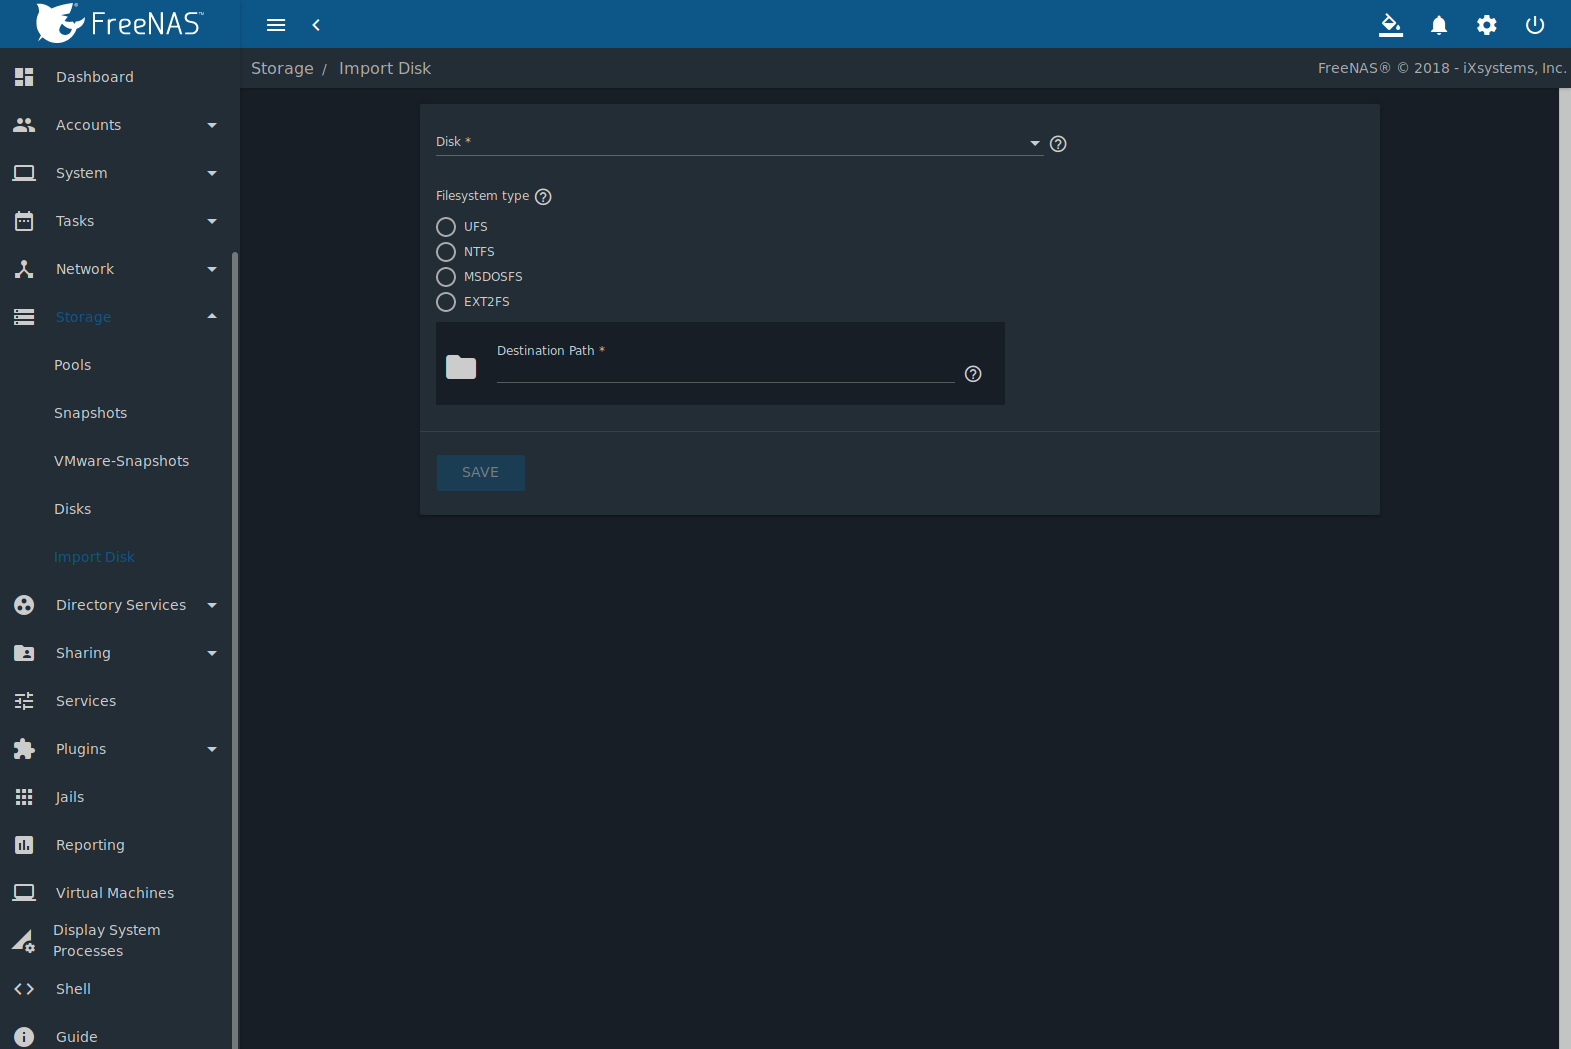 FreeNAS™
Storage / Import Disk
FreeNAS® © 2018 - iXsystems, Inc.
Dashboard
Accounts
System
Tasks
Network
Storage
Pools
Snapshots
VMware-Snapshots
Disks
Import Disk
Directory Services
Sharing
Services
Plugins
Jails
Reporting
Virtual Machines
Display System
Processes
Shell
Guide
Disk *
Filesystem type
UFS
NTFS
MSDOSFS
EXT2FS
Destination Path *
SAVE